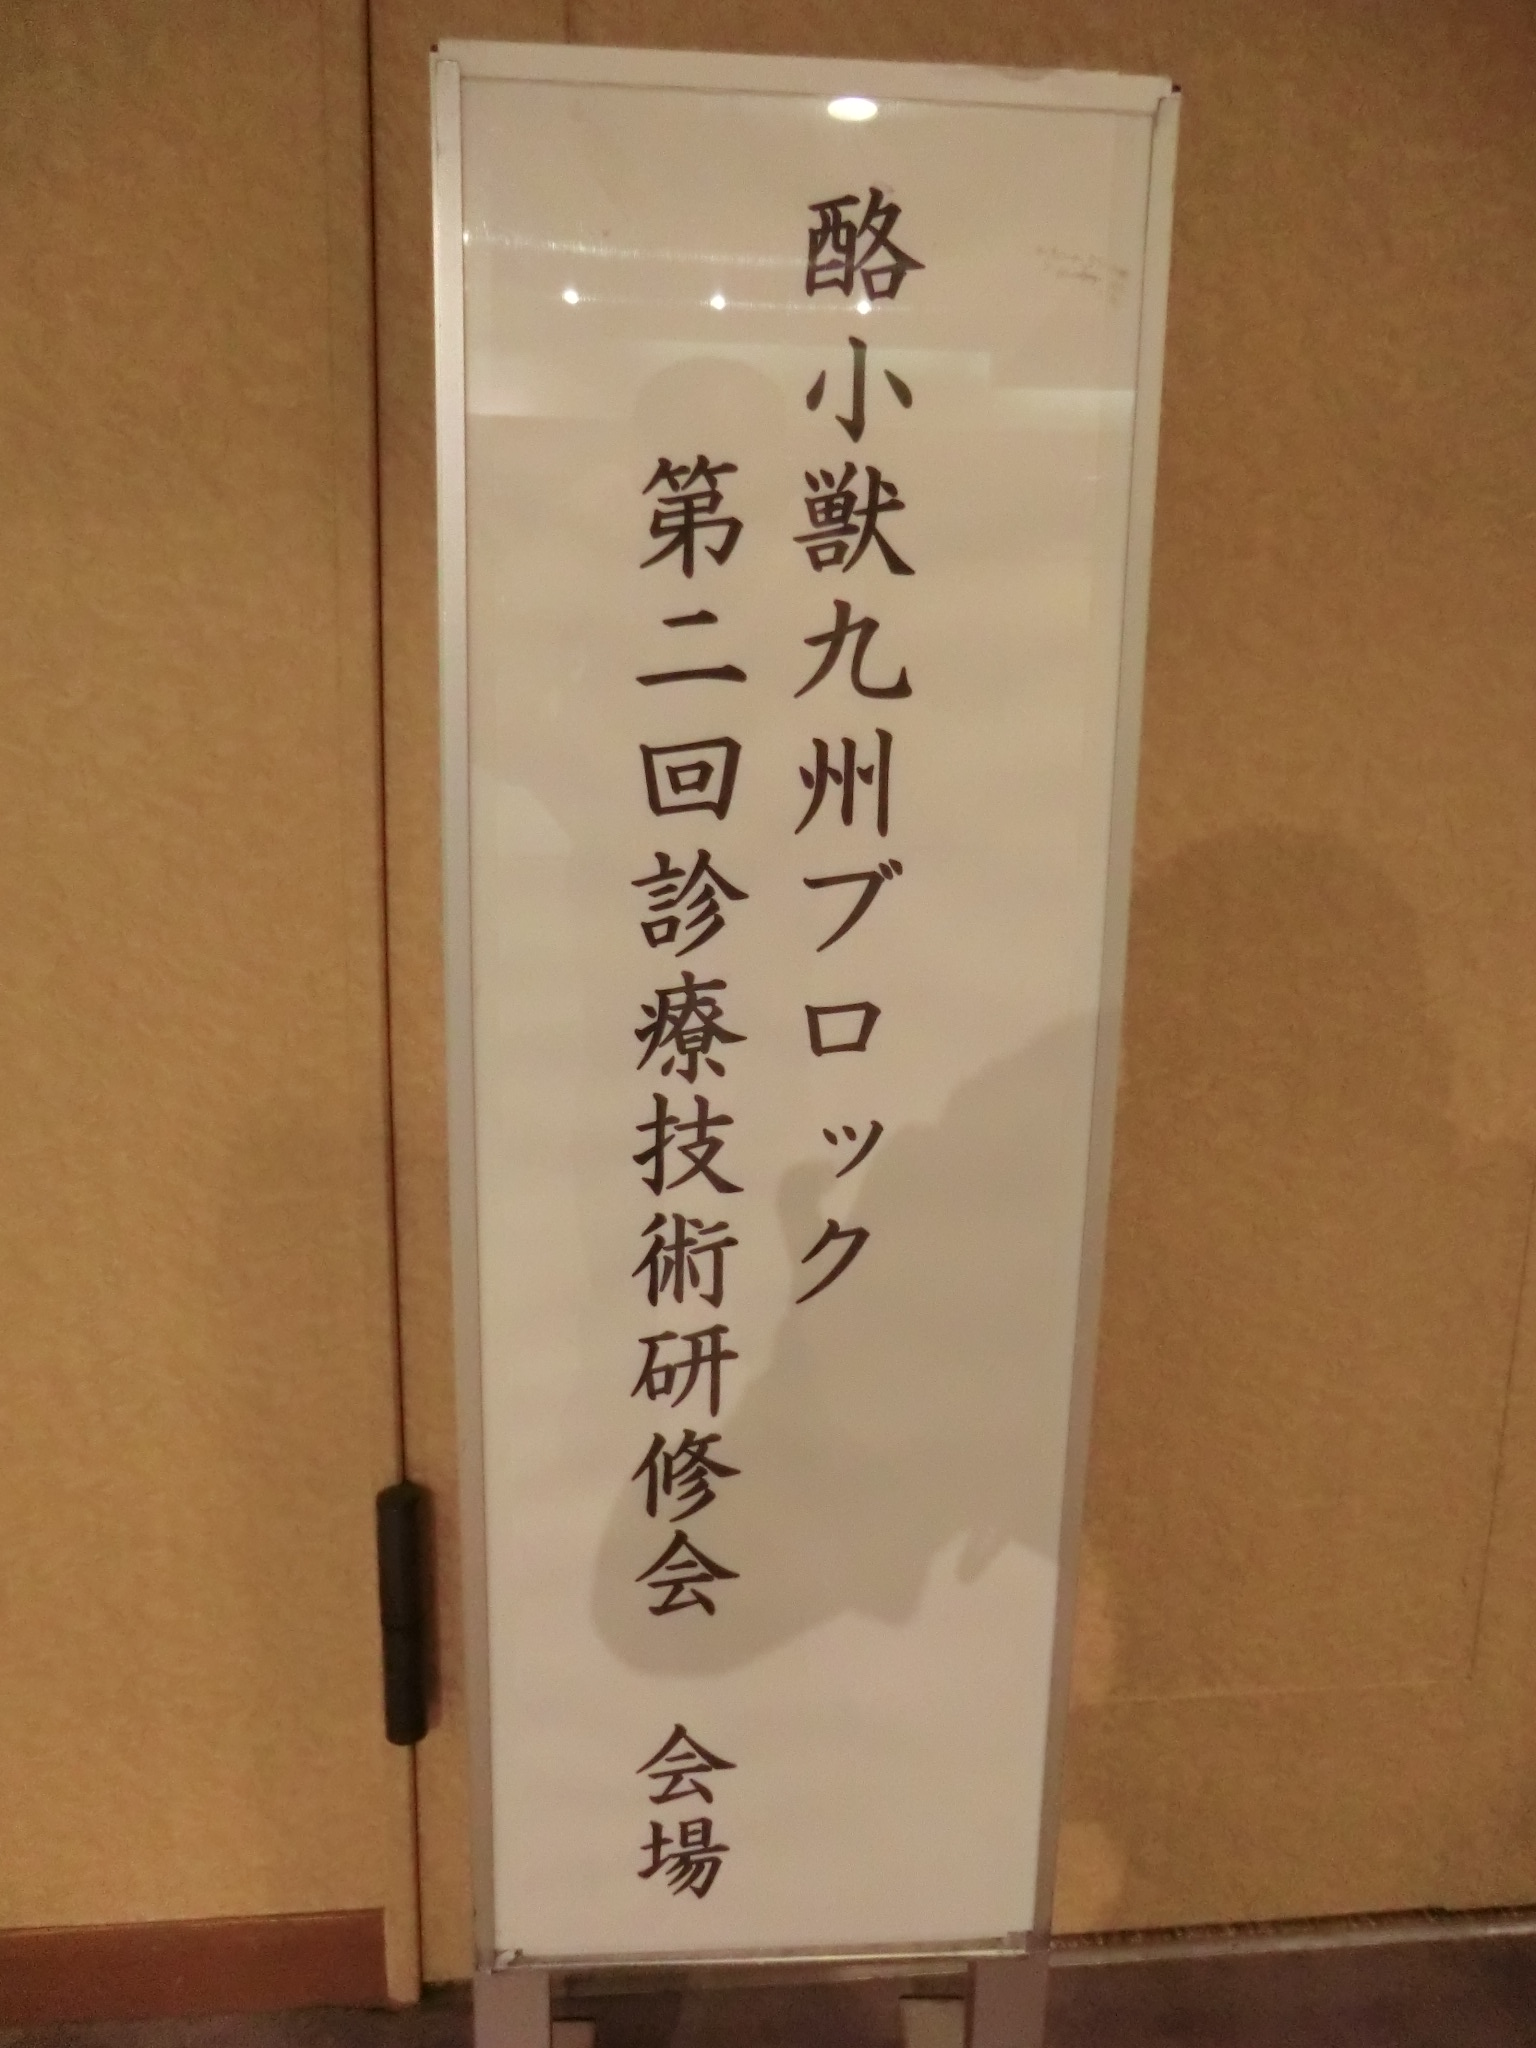 酪小獣九州ブロック
第二回診療技術研修会 会場